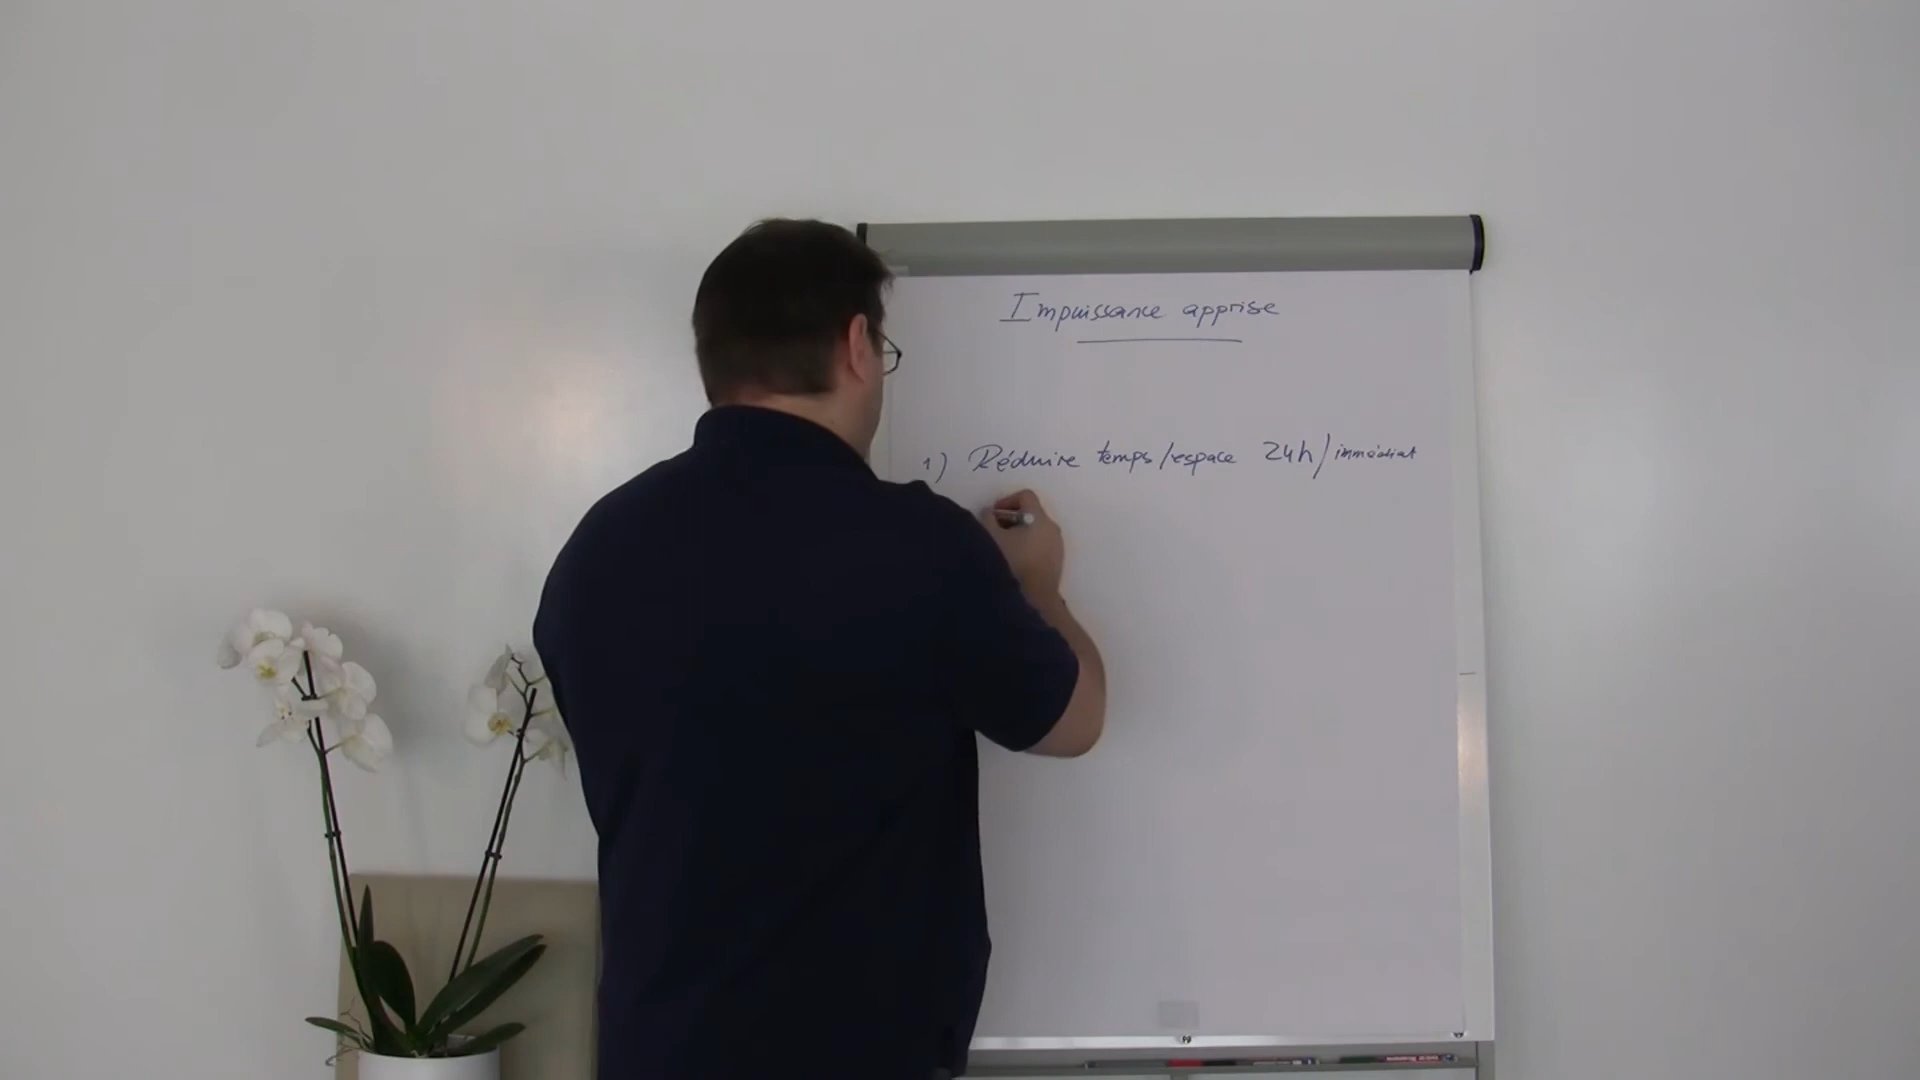 Impuissance apprise
1) Réduire temps/espace 24h/immédiat